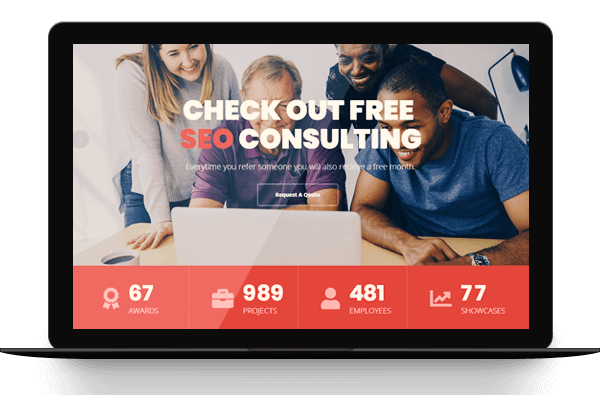 CHECK OUT FREE
SEO CONSULTING
Everytime you refer someone you will also recieve a free month.
Request A Quote
67
AWARDS
989
PROJECTS
481
EMPLOYEES
77
SHOWCASES